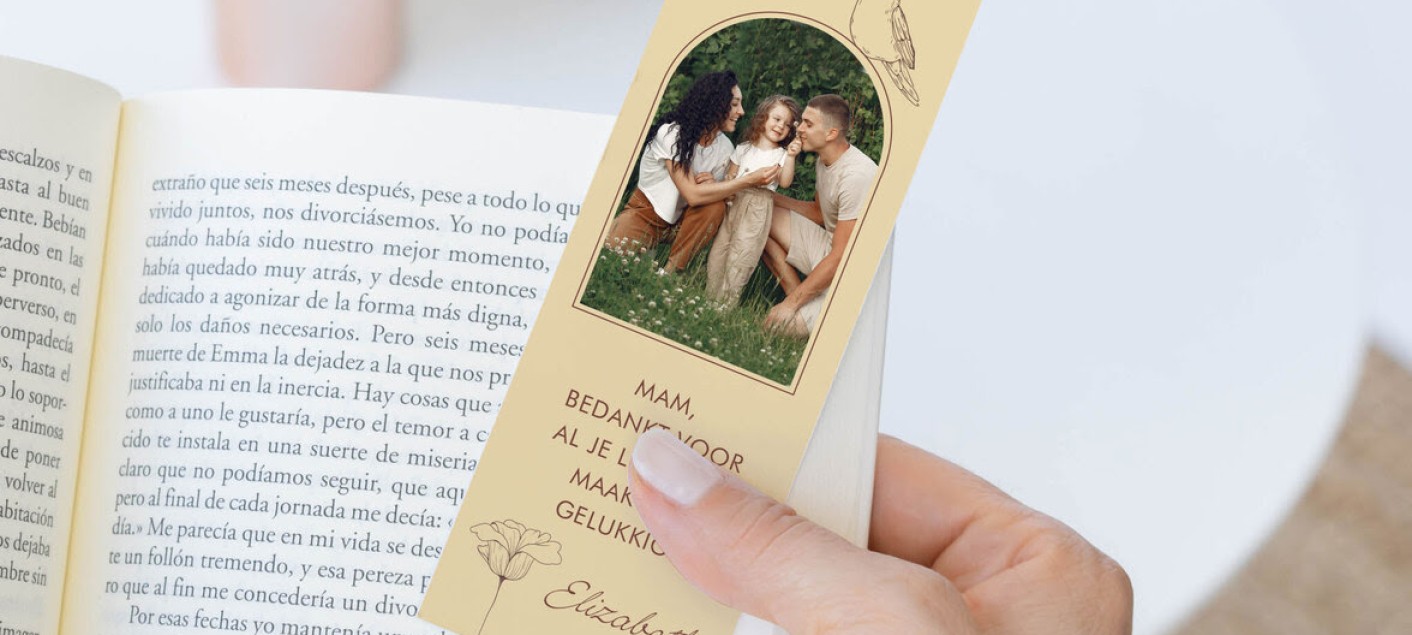 escalzos y en
asta al buen
ente. Bebían
zados en las
e pronto, el
perverso, en
ompadecía
os, hasta el
o lo sopor-
e animosa
de poner
volver al
abitación
os dejaba
mbre sin
extraño que seis meses después, pese a todo lo qu
vivido juntos, nos divorciásemos. Yo no podía
cuándo había sido nuestro mejor momento,
había quedado muy atrás, y desde entonces
dedicado a agonizar de la forma más digna,
solo los daños necesarios. Pero seis meses
muerte de Emma la dejadez a la que nos pr
justificaba ni en la inercia. Hay cosas que
como a uno le gustaría, pero el temor a c
cido te instala en una suerte de miseria
claro que no podíamos seguir, que aqu
pero al final de cada jornada me decía: «
día.» Me parecía que en mi vida se des
te un follón tremendo, y esa pereza p
ro que al fin me concedería un divo
Por esas fechas yo mantenía u
MAM,
BEDANKT VOOR
AL JE L
MAAK
GELUKKIG
Elizabeth